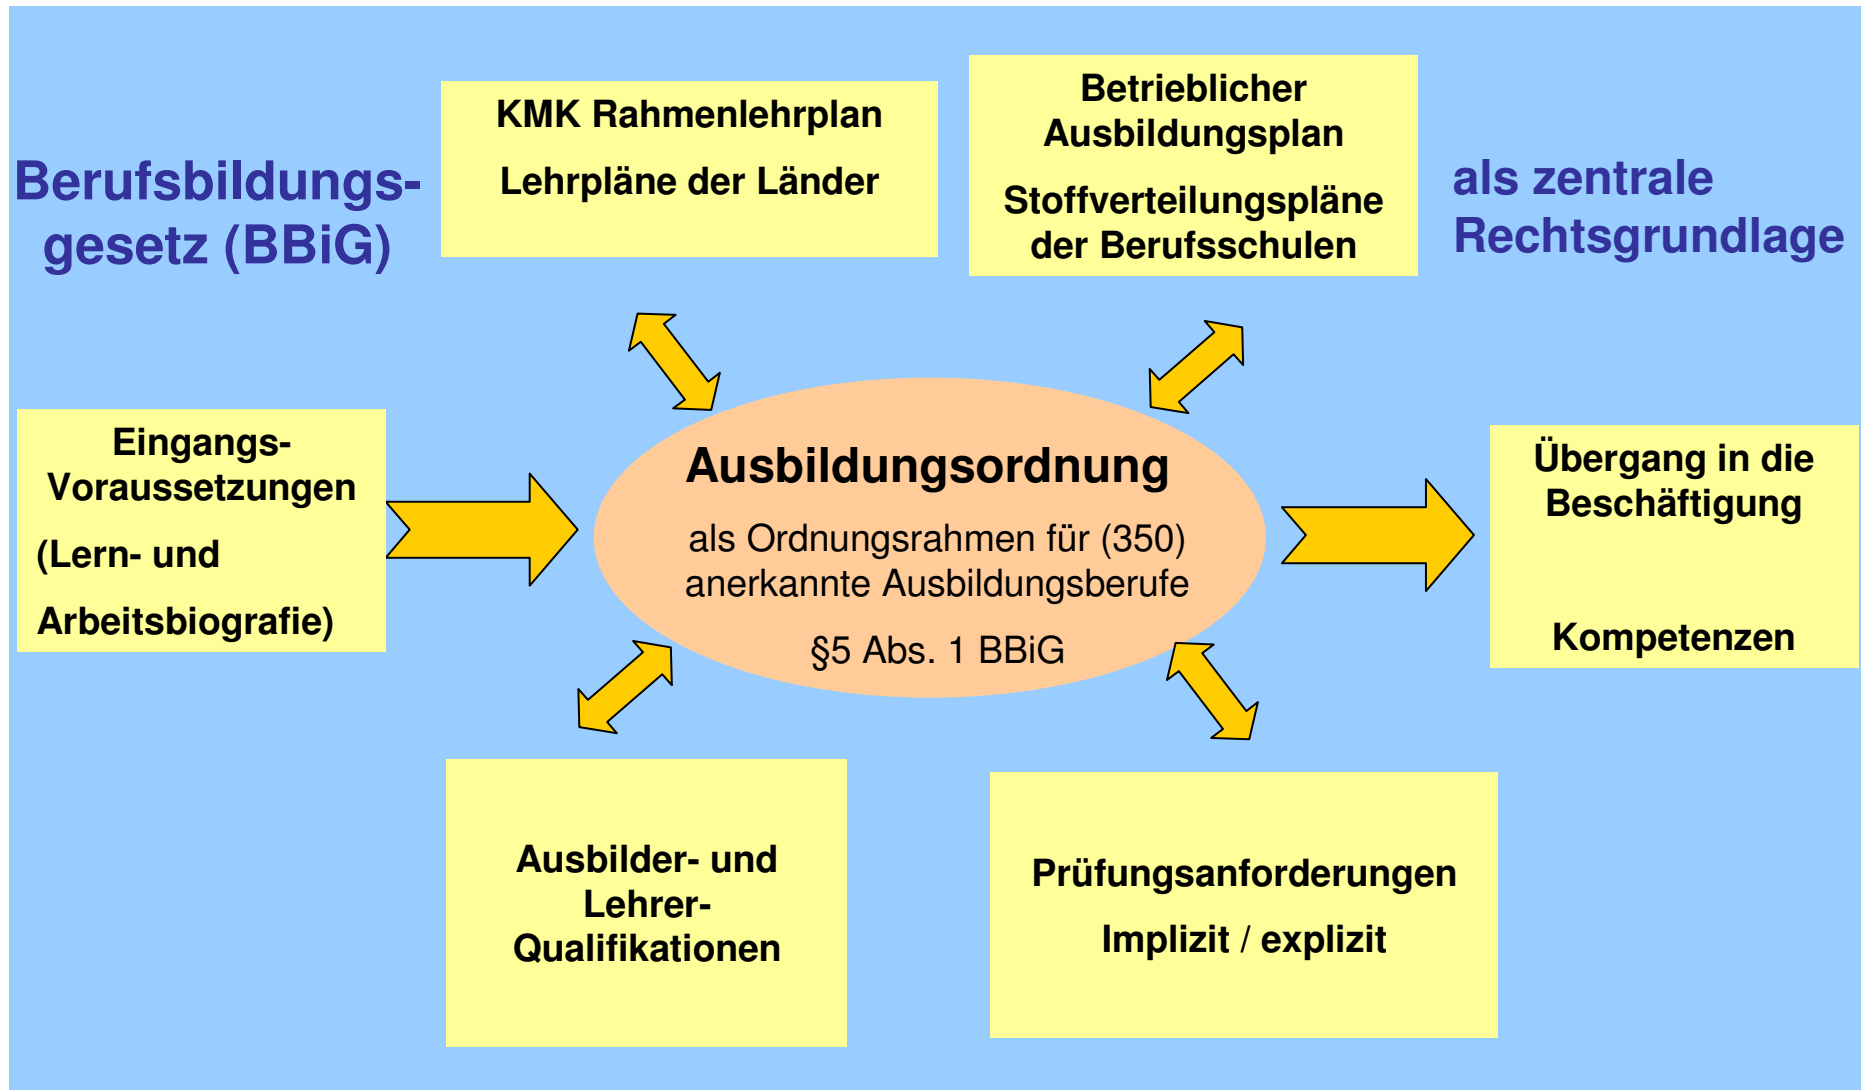 Berufsbildungs-
gesetz (BBiG)
KMK Rahmenlehrplan
Lehrpläne der Länder
Betrieblicher
Ausbildungsplan
Stoffverteilungspläne
der Berufsschulen
als zentrale
Rechtsgrundlage
Eingangs-
Voraussetzungen
(Lern- und
Arbeitsbiografie)
Ausbildungsordnung
als Ordnungsrahmen für (350)
anerkannte Ausbildungsberufe
§5 Abs. 1 BBiG
Übergang in die
Beschäftigung
Kompetenzen
Ausbilder- und
Lehrer-
Qualifikationen
Prüfungsanforderungen
Implizit / explizit